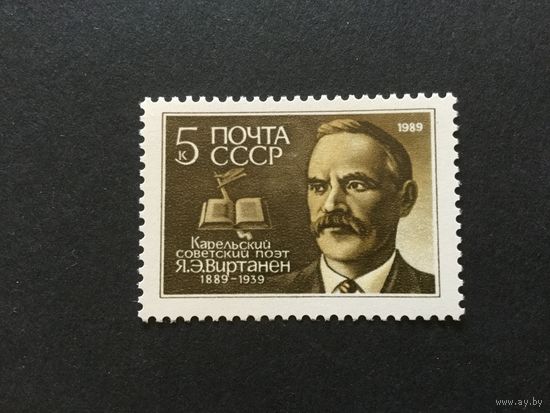 5 к
ПОЧТА
СССР
1989
Карельский
советский поэт
Я.Э.Виртанен
1889-1939
www.ay.by